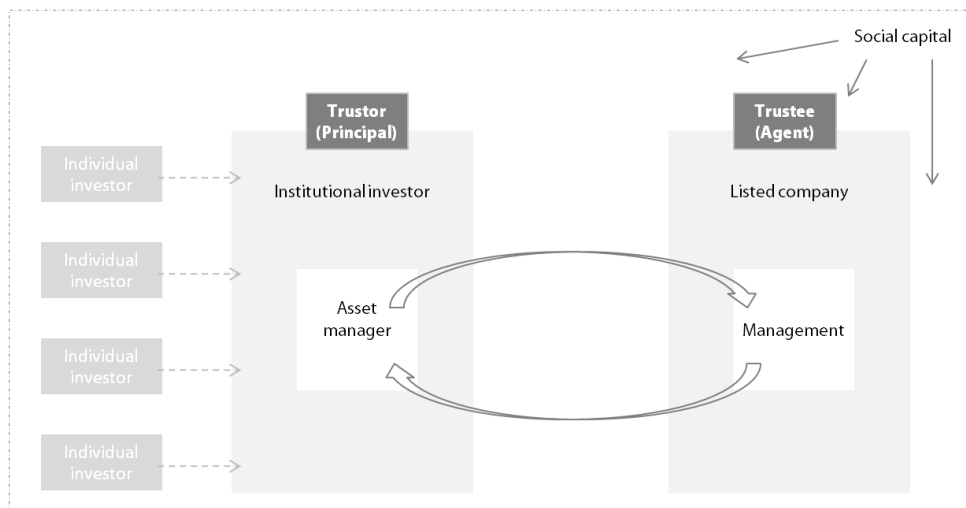 Social capital
Trustor
(Principal)
Trustee
(Agent)
Individual
investor
Institutional investor
Listed company
Individual
investor
Asset
manager
Management
Individual
investor
Individual
investor